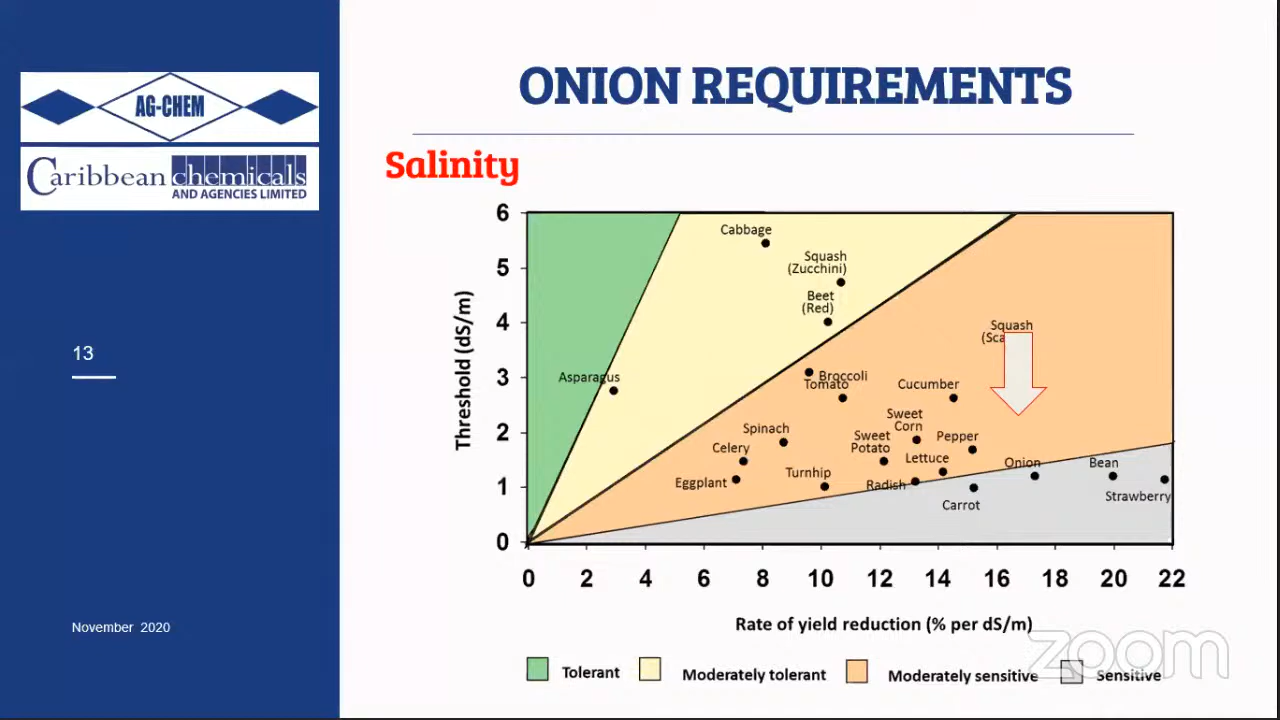 AG-CHEM
Caribbean chemicals
AND AGENCIES LIMITED
13
November 2020
ONION REQUIREMENTS
Salinity
Threshold (dS/m)
6
5
4
3
2
1
0
Cabbage
Squash
(Zucchini)
Beet
(Red)
Squash
Asparagus
Broccoli
Tomato
Cucumber
Sweet
Corn
Spinach
Sweet
Potato
Pepper
Celery
Lettuce
Onion
Bean
Turnhip
Eggplant
Radish
Strawberry
Carrot
0 2 4 6 8 10 12 14 16 18 20 22
Rate of yield reduction (% per dS/m)
Tolerant Moderately tolerant Moderately sensitive Sensitive
zoom